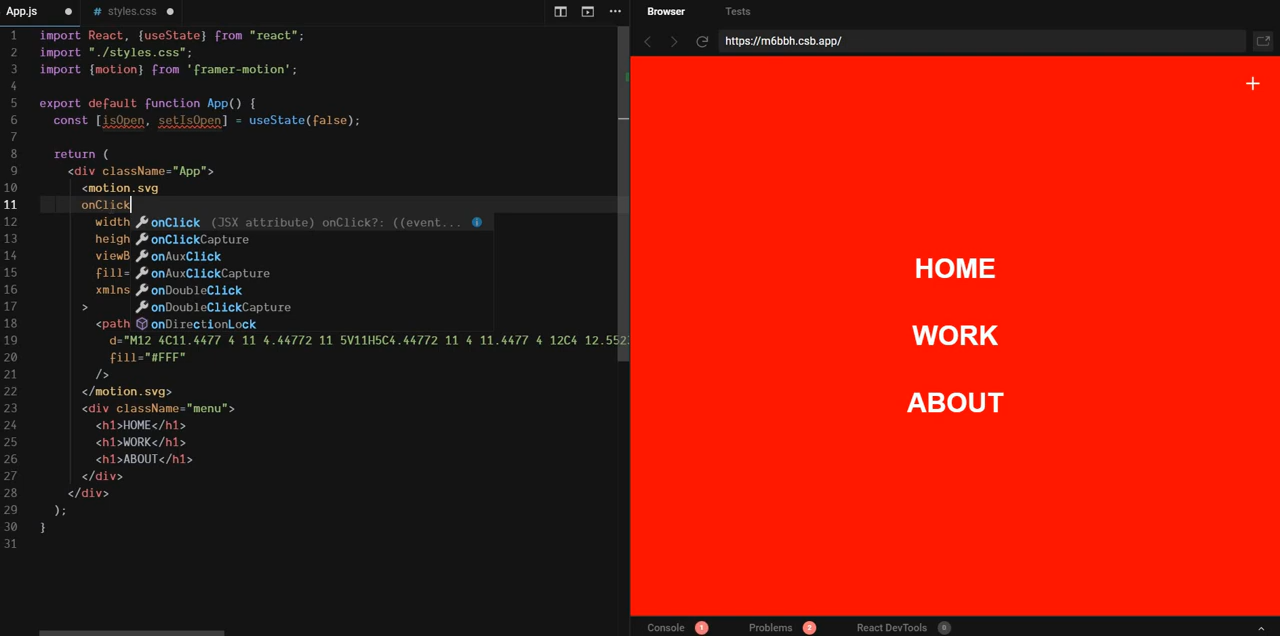 App.js
# styles.css
Browser
Tests
https://m6bbh.csb.app/
1 import React, {useState} from "react";
2 import "./styles.css";
3 import {motion} from 'framer-motion';
4
5 export default function App() {
6 const [isOpen, setIsOpen] = useState(false);
7
8 return (
9 <div className="App">
10 <motion.svg
11 onClick
12 width
onClick (JSX attribute) onClick?: ((event...
13 heigh
onClickCapture
14 viewB
onAuxClick
15 fill=
onAuxClickCapture
16 xmlns
onDoubleClick
17 >
onDoubleClickCapture
18 <path
onDirectionLock
19 d="M12 4C11.4477 4 11 4.44772 11 5V11H5C4.44772 11 4 11.4477 4 12C4 12.552
20 fill="#FFF"
21 />
22 </motion.svg>
23 <div className="menu">
24 <h1>HOME</h1>
25 <h1>WORK</h1>
26 <h1>ABOUT</h1>
27 </div>
28 </div>
29 );
30 }
31
HOME
WORK
ABOUT
Console 1
Problems 2
React DevTools 0